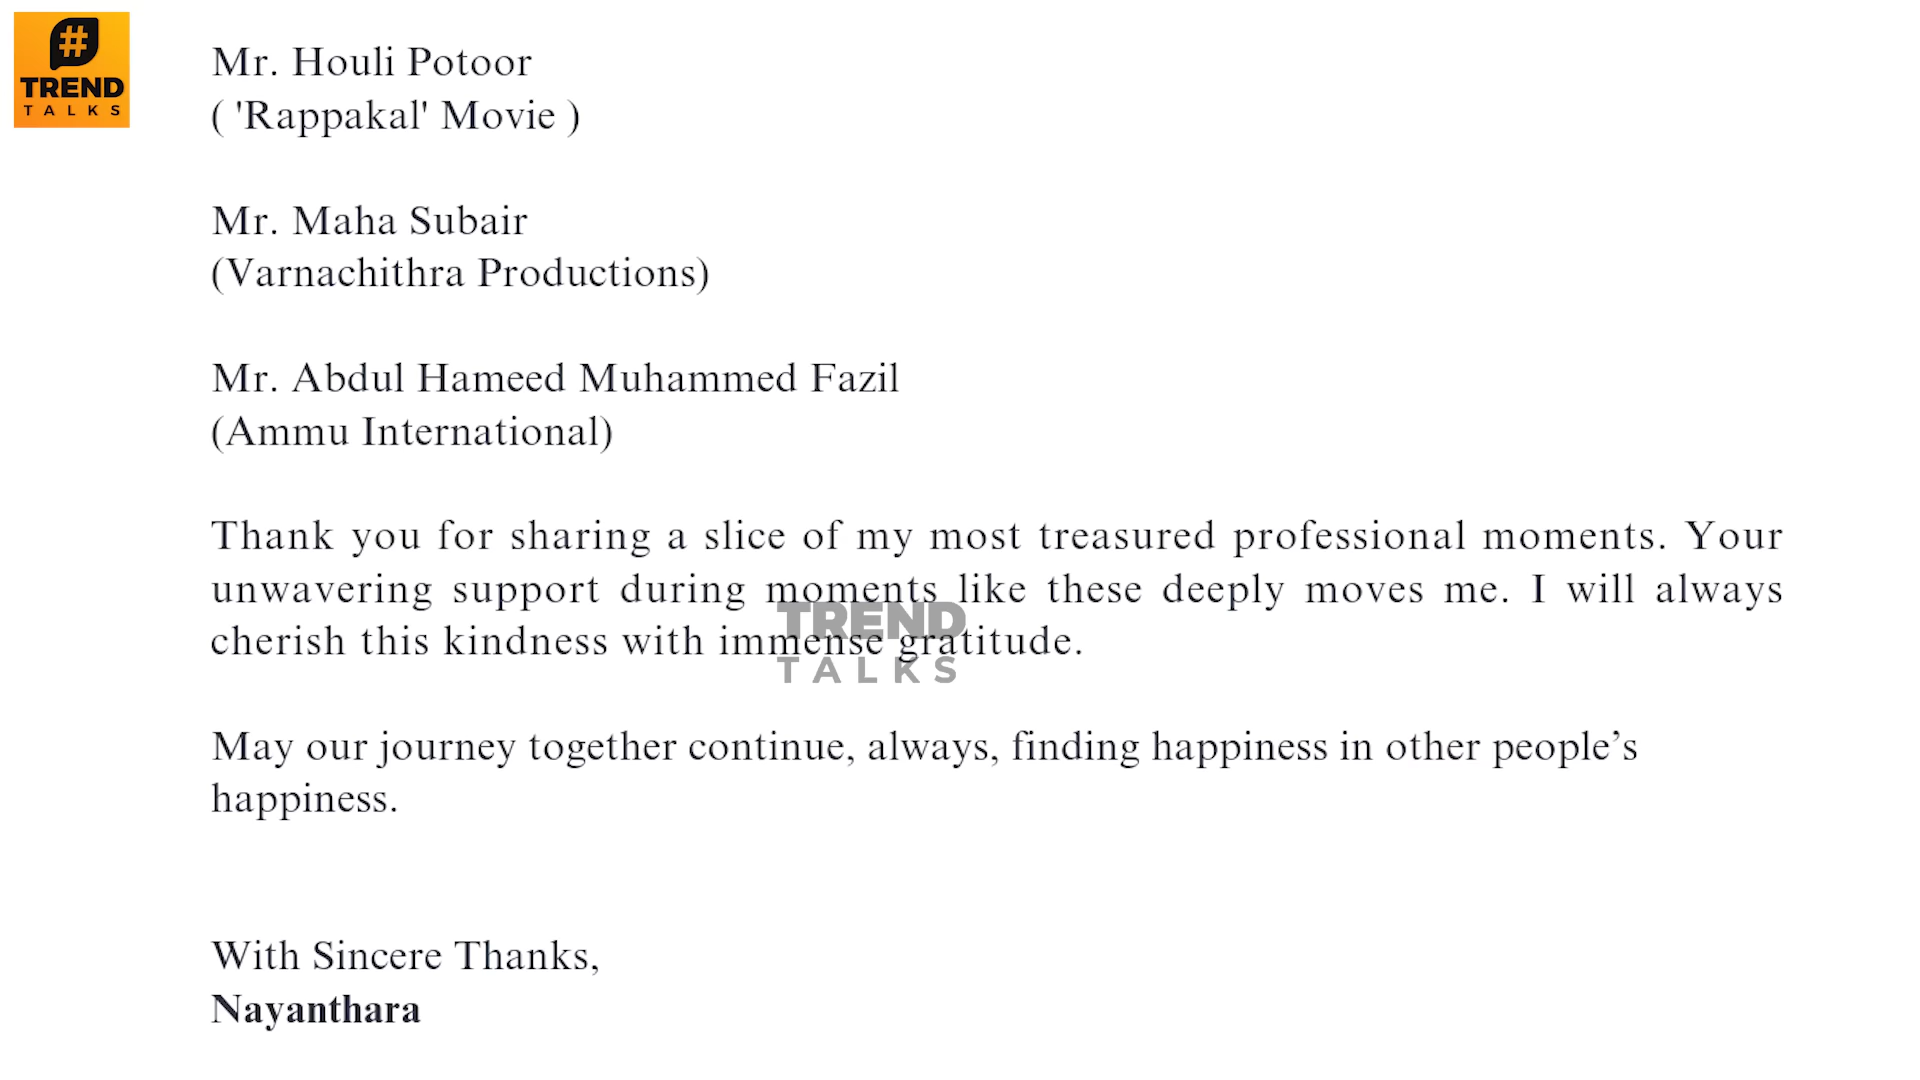 #
TREND
TALKS
Mr. Houli Potoor
( 'Rappakal' Movie )
Mr. Maha Subair
(Varnachithra Productions)
Mr. Abdul Hameed Muhammed Fazil
(Ammu International)
Thank you for sharing a slice of my most treasured professional moments. Your
unwavering support during moments like these deeply moves me. I will always
cherish this kindness with immense gratitude.
TREND
TALKS
May our journey together continue, always, finding happiness in other people’s
happiness.
With Sincere Thanks,
Nayanthara